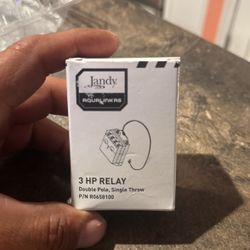 Jandy
AQUALINK RS
3 HP RELAY
Double Pole, Single Throw
P/N R0658100